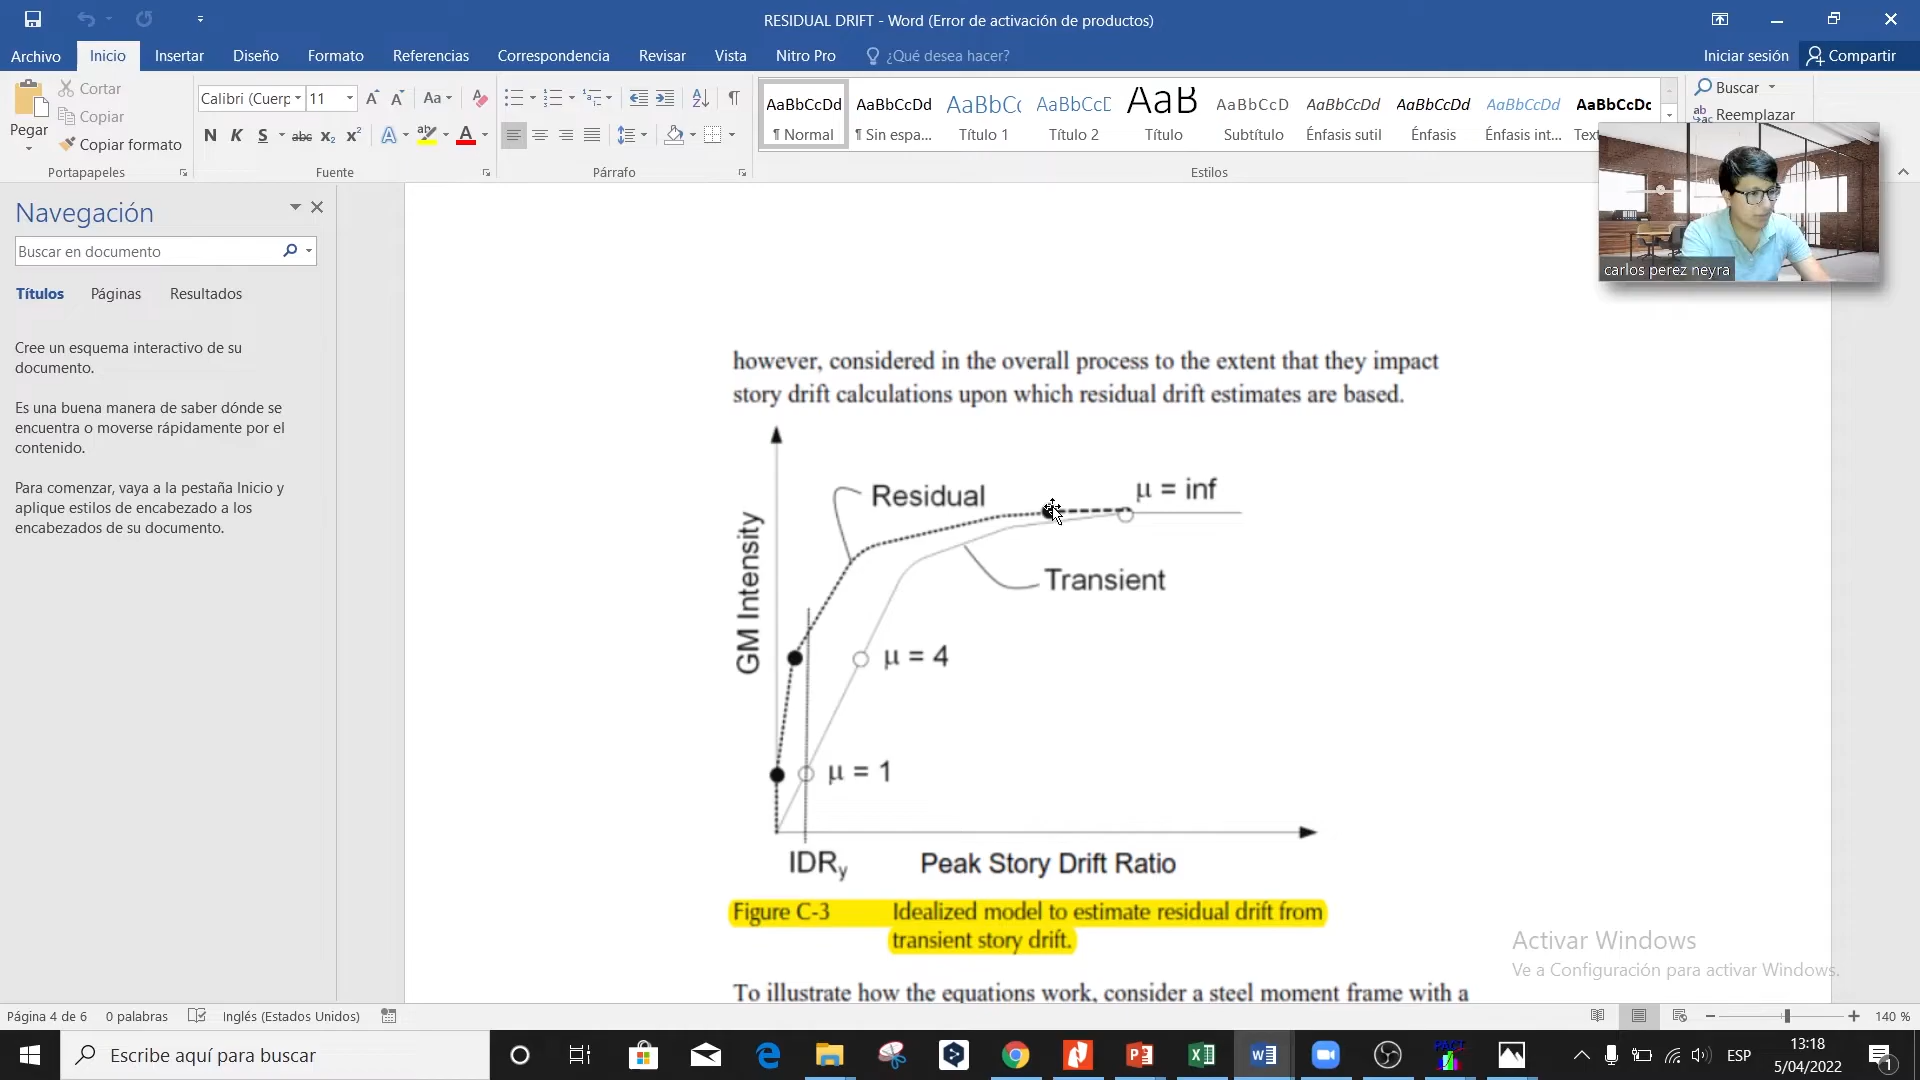 RESIDUAL DRIFT - Word (Error de activación de productos)
Archivo Inicio Insertar Diseño Formato Referencias Correspondencia Revisar Vista Nitro Pro ¿Qué desea hacer? Iniciar sesión Compartir
Pegar
Cortar
Copiar
Copiar formato
Portapapeles
Calibri (Cuerp 11
N K S abc x₂ x²
Fuente
Párrafo
AaBbCcDd AaBbCcDd AaBbC( AaBbCcE AaB AaBbCcD AaBbCcDd AaBbCcDd AaBbCcDd AaBbCcDc
¶ Normal ¶ Sin espa... Título 1 Título 2 Título Subtítulo Énfasis sutil Énfasis Énfasis int... Text
Estilos
Buscar
Reemplazar
carlos perez neyra
Navegación
Buscar en documento
Títulos Páginas Resultados
Cree un esquema interactivo de su
documento.
Es una buena manera de saber dónde se
encuentra o moverse rápidamente por el
contenido.
Para comenzar, vaya a la pestaña Inicio y
aplique estilos de encabezado a los
encabezados de su documento.
however, considered in the overall process to the extent that they impact
story drift calculations upon which residual drift estimates are based.
GM Intensity
Residual
μ = inf
Transient
μ = 4
μ = 1
IDRy
Peak Story Drift Ratio
Figure C-3 Idealized model to estimate residual drift from
transient story drift.
To illustrate how the equations work, consider a steel moment frame with a
Activar Windows
Ve a Configuración para activar Windows.
Página 4 de 6 0 palabras Inglés (Estados Unidos) 140 %
Escribe aquí para buscar
PACT
ESP
13:18
5/04/2022
1